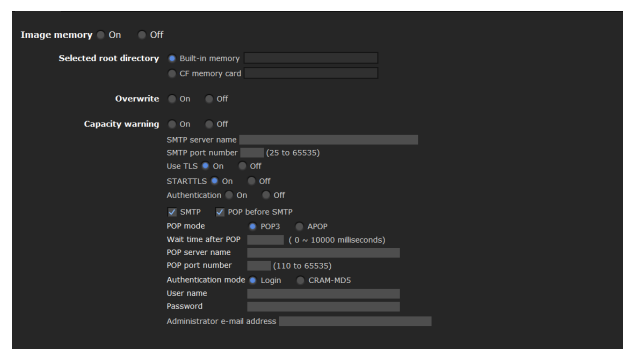 Image memory On Off
Selected root directory Built-in memory
CF memory card
Overwrite On Off
Capacity warning On Off
SMTP server name
SMTP port number (25 to 65535)
Use TLS On Off
STARTTLS On Off
Authentication On Off
SMTP POP before SMTP
POP mode POP3 APOP
Wait time after POP ( 0 ~ 10000 milliseconds)
POP server name
POP port number (110 to 65535)
Authentication mode Login CRAM-MDS
User name
Password
Administrator e-mail address